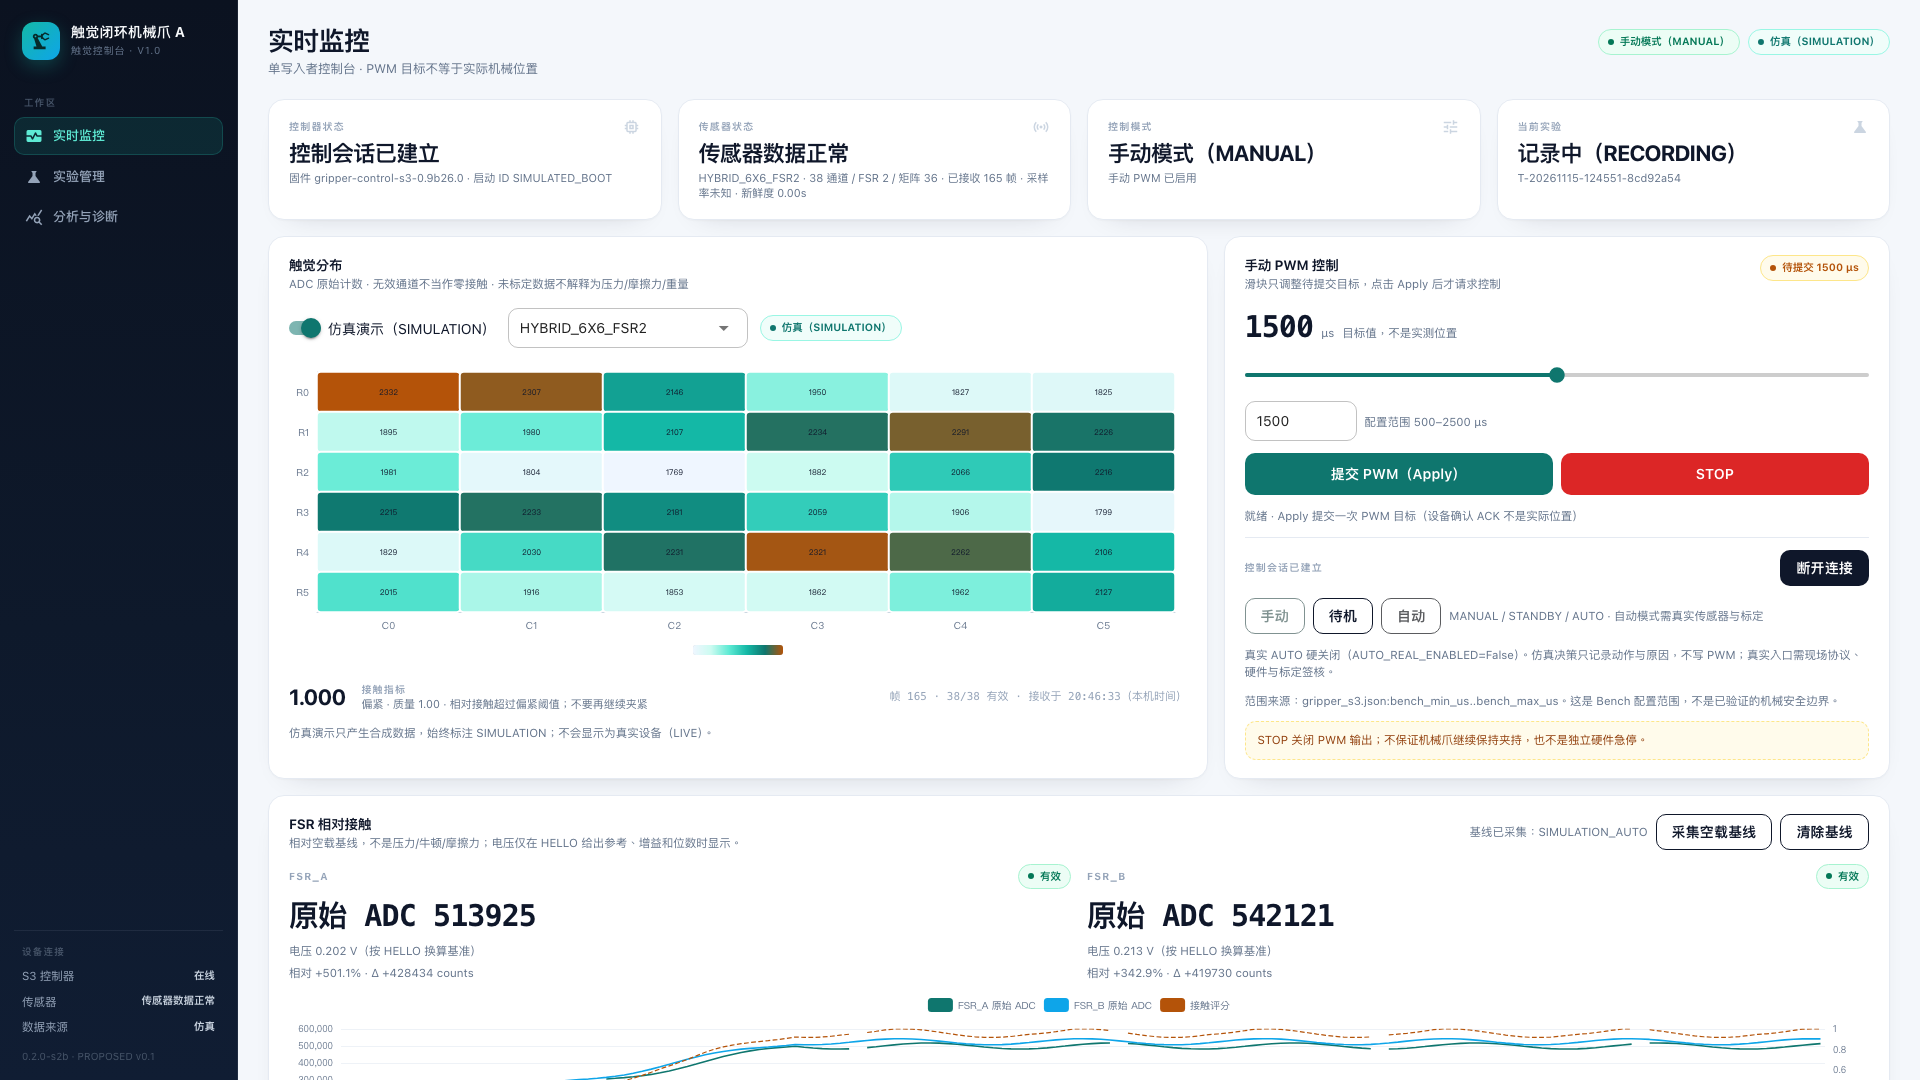 触觉闭环机械爪 A
触觉控制台 · V1.0
工作区
实时监控
实验管理
分析与诊断
设备连接
S3 控制器 在线
传感器 传感器数据正常
数据来源 仿真
0.2.0-s2b · PROPOSED v0.1
实时监控
单写入者控制台 · PWM 目标不等于实际机械位置
手动模式（MANUAL）
仿真（SIMULATION）
控制器状态
控制会话已建立
固件 gripper-control-s3-0.9b26.0 · 启动 ID SIMULATED_BOOT
传感器状态
传感器数据正常
HYBRID_6X6_FSR2 · 38 通道 / FSR 2 / 矩阵 36 · 已接收 165 帧 · 采样
率未知 · 新鲜度 0.00s
控制模式
手动模式（MANUAL）
手动 PWM 已启用
当前实验
记录中（RECORDING）
T-20261115-124551-8cd92a54
触觉分布
ADC 原始计数 · 无效通道不当作零接触 · 未标定数据不解释为压力/摩擦力/重量
仿真演示（SIMULATION）
HYBRID_6X6_FSR2
仿真（SIMULATION）
R0 2332 2307 2146 1950 1827 1825
R1 1895 1980 2107 2234 2291 2226
R2 1981 1804 1769 1882 2066 2216
R3 2215 2233 2181 2059 1906 1799
R4 1829 2030 2231 2321 2262 2106
R5 2015 1916 1853 1862 1962 2127
C0 C1 C2 C3 C4 C5
1.000
接触指标
偏紧 · 质量 1.00 · 相对接触超过偏紧阈值；不要再继续夹紧
帧 165 · 38/38 有效 · 接收于 20:46:33（本机时间）
仿真演示只产生合成数据，始终标注 SIMULATION；不会显示为真实设备（LIVE）。
手动 PWM 控制
滑块只调整待提交目标，点击 Apply 后才请求控制
待提交 1500 µs
1500 µs 目标值，不是实测位置
1500
配置范围 500–2500 µs
提交 PWM（Apply）
STOP
就绪 · Apply 提交一次 PWM 目标（设备确认 ACK 不是实际位置）
控制会话已建立
断开连接
手动
待机
自动
MANUAL / STANDBY / AUTO · 自动模式需真实传感器与标定
真实 AUTO 硬关闭（AUTO_REAL_ENABLED=False）。仿真决策只记录动作与原因，不写 PWM；真实入口需现场协议、
硬件与标定签核。
范围来源：gripper_s3.json:bench_min_us..bench_max_us。这是 Bench 配置范围，不是已验证的机械安全边界。
STOP 关闭 PWM 输出；不保证机械爪继续保持夹持，也不是独立硬件急停。
FSR 相对接触
相对空载基线，不是压力/牛顿/摩擦力；电压仅在 HELLO 给出参考、增益和位数时显示。
基线已采集：SIMULATION_AUTO
采集空载基线
清除基线
FSR_A
有效
原始 ADC 513925
电压 0.202 V（按 HELLO 换算基准）
相对 +501.1% · Δ +428434 counts
FSR_B
有效
原始 ADC 542121
电压 0.213 V（按 HELLO 换算基准）
相对 +342.9% · Δ +419730 counts
FSR_A 原始 ADC
FSR_B 原始 ADC
接触评分
600,000
500,000
400,000
300,000
1
0.8
0.6